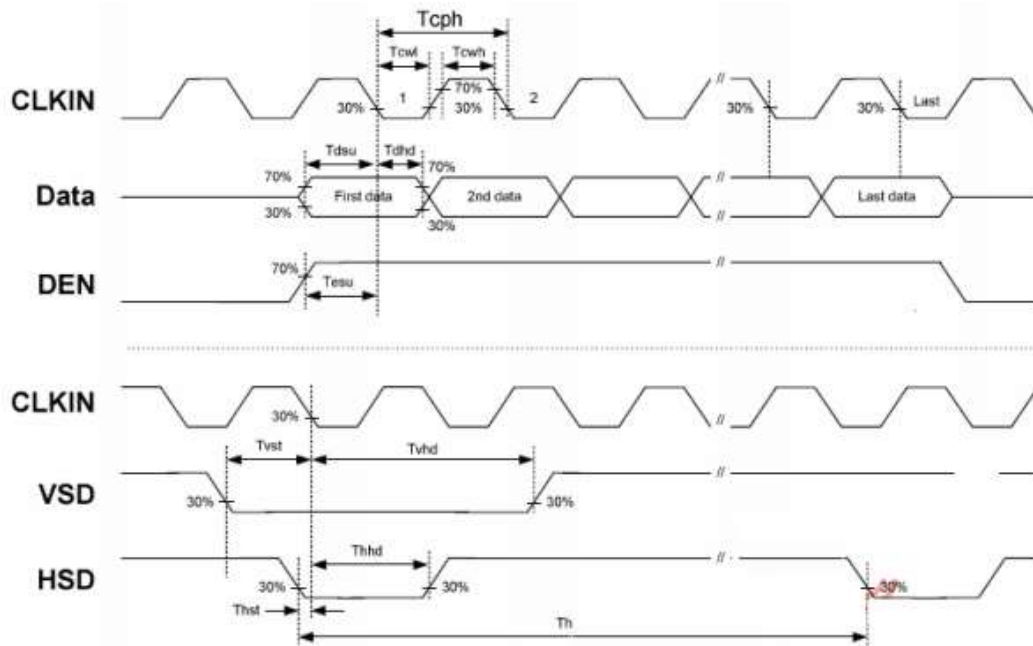 Tcph
Tcwl Tcwh
CLKIN 30% 1 70% 30% 2 // 30% 30% Last
Tdsu Tdhd
Data 70% 30% First data 70% 30% 2nd data // // Last data
DEN 70% Tesu //
CLKIN 30% //
Tvst Tvhd
VSD 30% 30% //
Thhd
HSD 30% 30% // 30%
Thst
Th